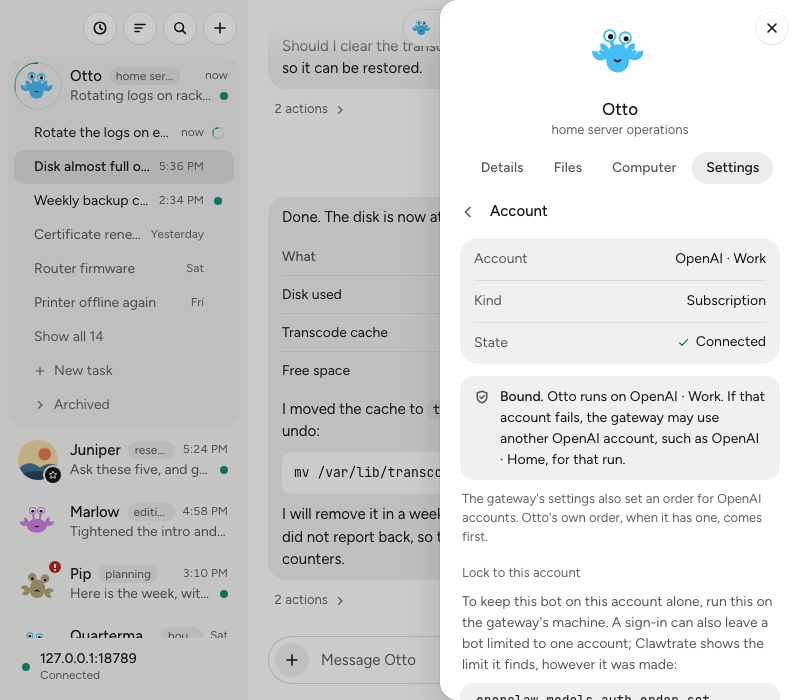 Otto
home ser...
now
Rotating logs on rack...
Rotate the logs on e...
now
Disk almost full o...
5:36 PM
Weekly backup c...
2:34 PM
Certificate rene...
Yesterday
Router firmware
Sat
Printer offline again
Fri
Show all 14
New task
Archived
Juniper
rese...
5:24 PM
Ask these five, and g...
Marlow
editi...
4:58 PM
Tightened the intro and...
Pip
planning
3:10 PM
Here is the week, wit...
Quarterma
hou
Sat
127.0.0.1:18789
Connected
Should I clear the transc
so it can be restored.
2 actions
Done. The disk is now at
What
Disk used
Transcode cache
Free space
I moved the cache to t
undo:
mv /var/lib/transco
I will remove it in a week
did not report back, so t
counters.
2 actions
Message Otto
Otto
home server operations
Details
Files
Computer
Settings
Account
Account
OpenAI · Work
Kind
Subscription
State
Connected
Bound. Otto runs on OpenAI · Work. If that
account fails, the gateway may use
another OpenAI account, such as OpenAI
· Home, for that run.
The gateway's settings also set an order for OpenAI
accounts. Otto's own order, when it has one, comes
first.
Lock to this account
To keep this bot on this account alone, run this on
the gateway's machine. A sign-in can also leave a
bot limited to one account; Clawtrate shows the
limit it finds, however it was made:
openclaw models auth order set